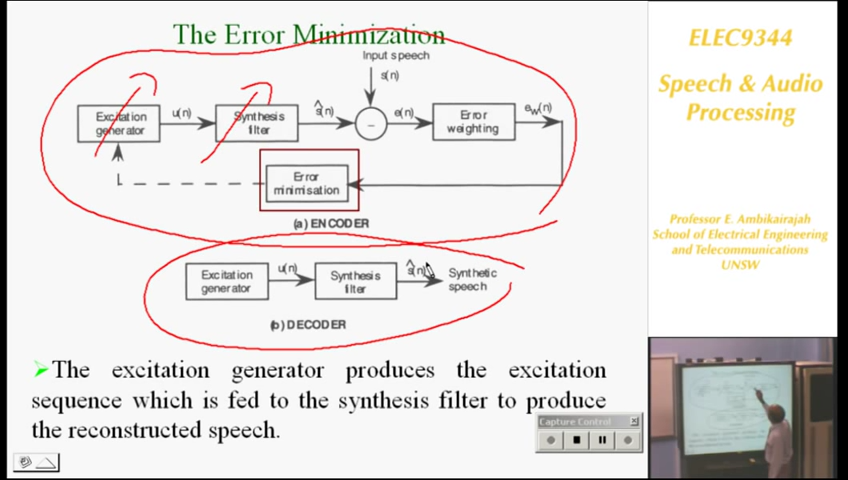 The Error Minimization
Input speech
s(n)
Excitation
generator
u(n)
Synthesis
filter
ŝ(n)
−
e(n)
Error
weighting
ew(n)
Error
minimisation
(a) ENCODER
Excitation
generator
u(n)
Synthesis
filter
ŝ(n)
Synthetic
speech
(b) DECODER
The excitation generator produces the excitation
sequence which is fed to the synthesis filter to produce
the reconstructed speech.
Capture Control
ELEC9344
Speech & Audio
Processing
Professor E. Ambikairajah
School of Electrical Engineering
and Telecommunications
UNSW